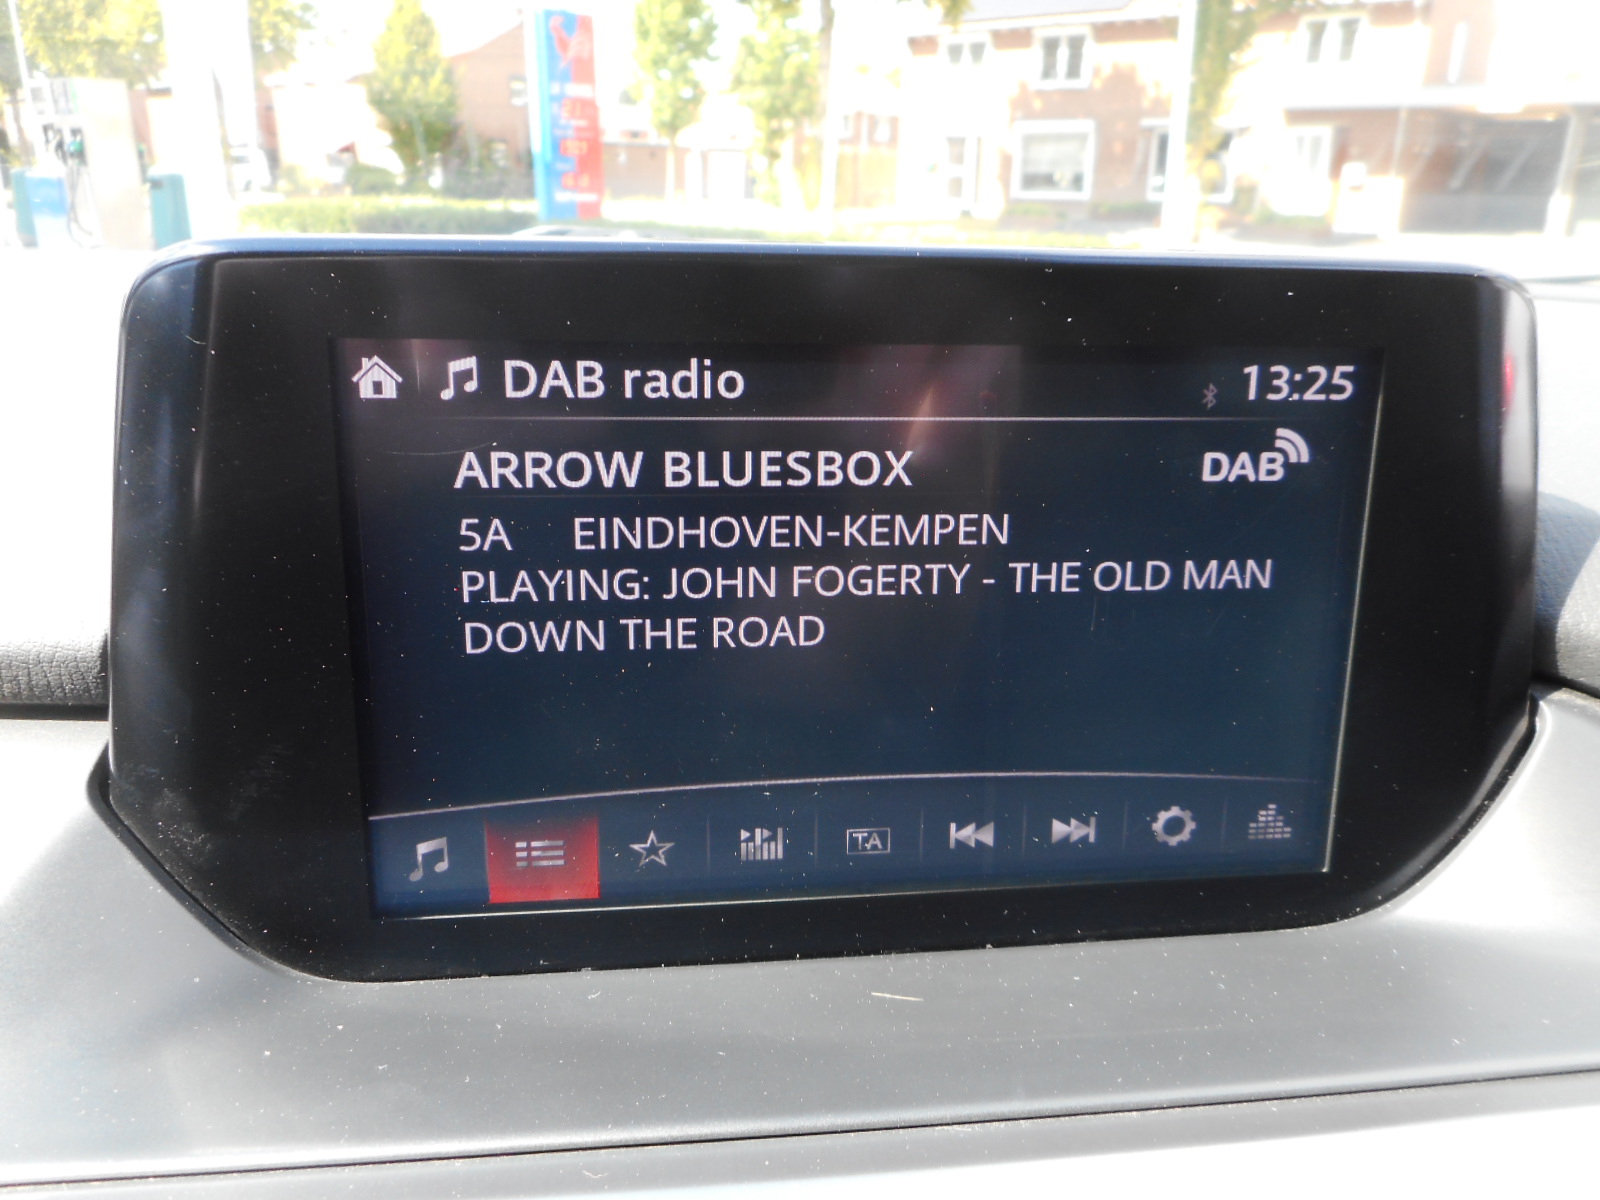 DAB radio
13:25
ARROW BLUESBOX
DAB
5A EINDHOVEN-KEMPEN
PLAYING: JOHN FOGERTY - THE OLD MAN
DOWN THE ROAD
TA